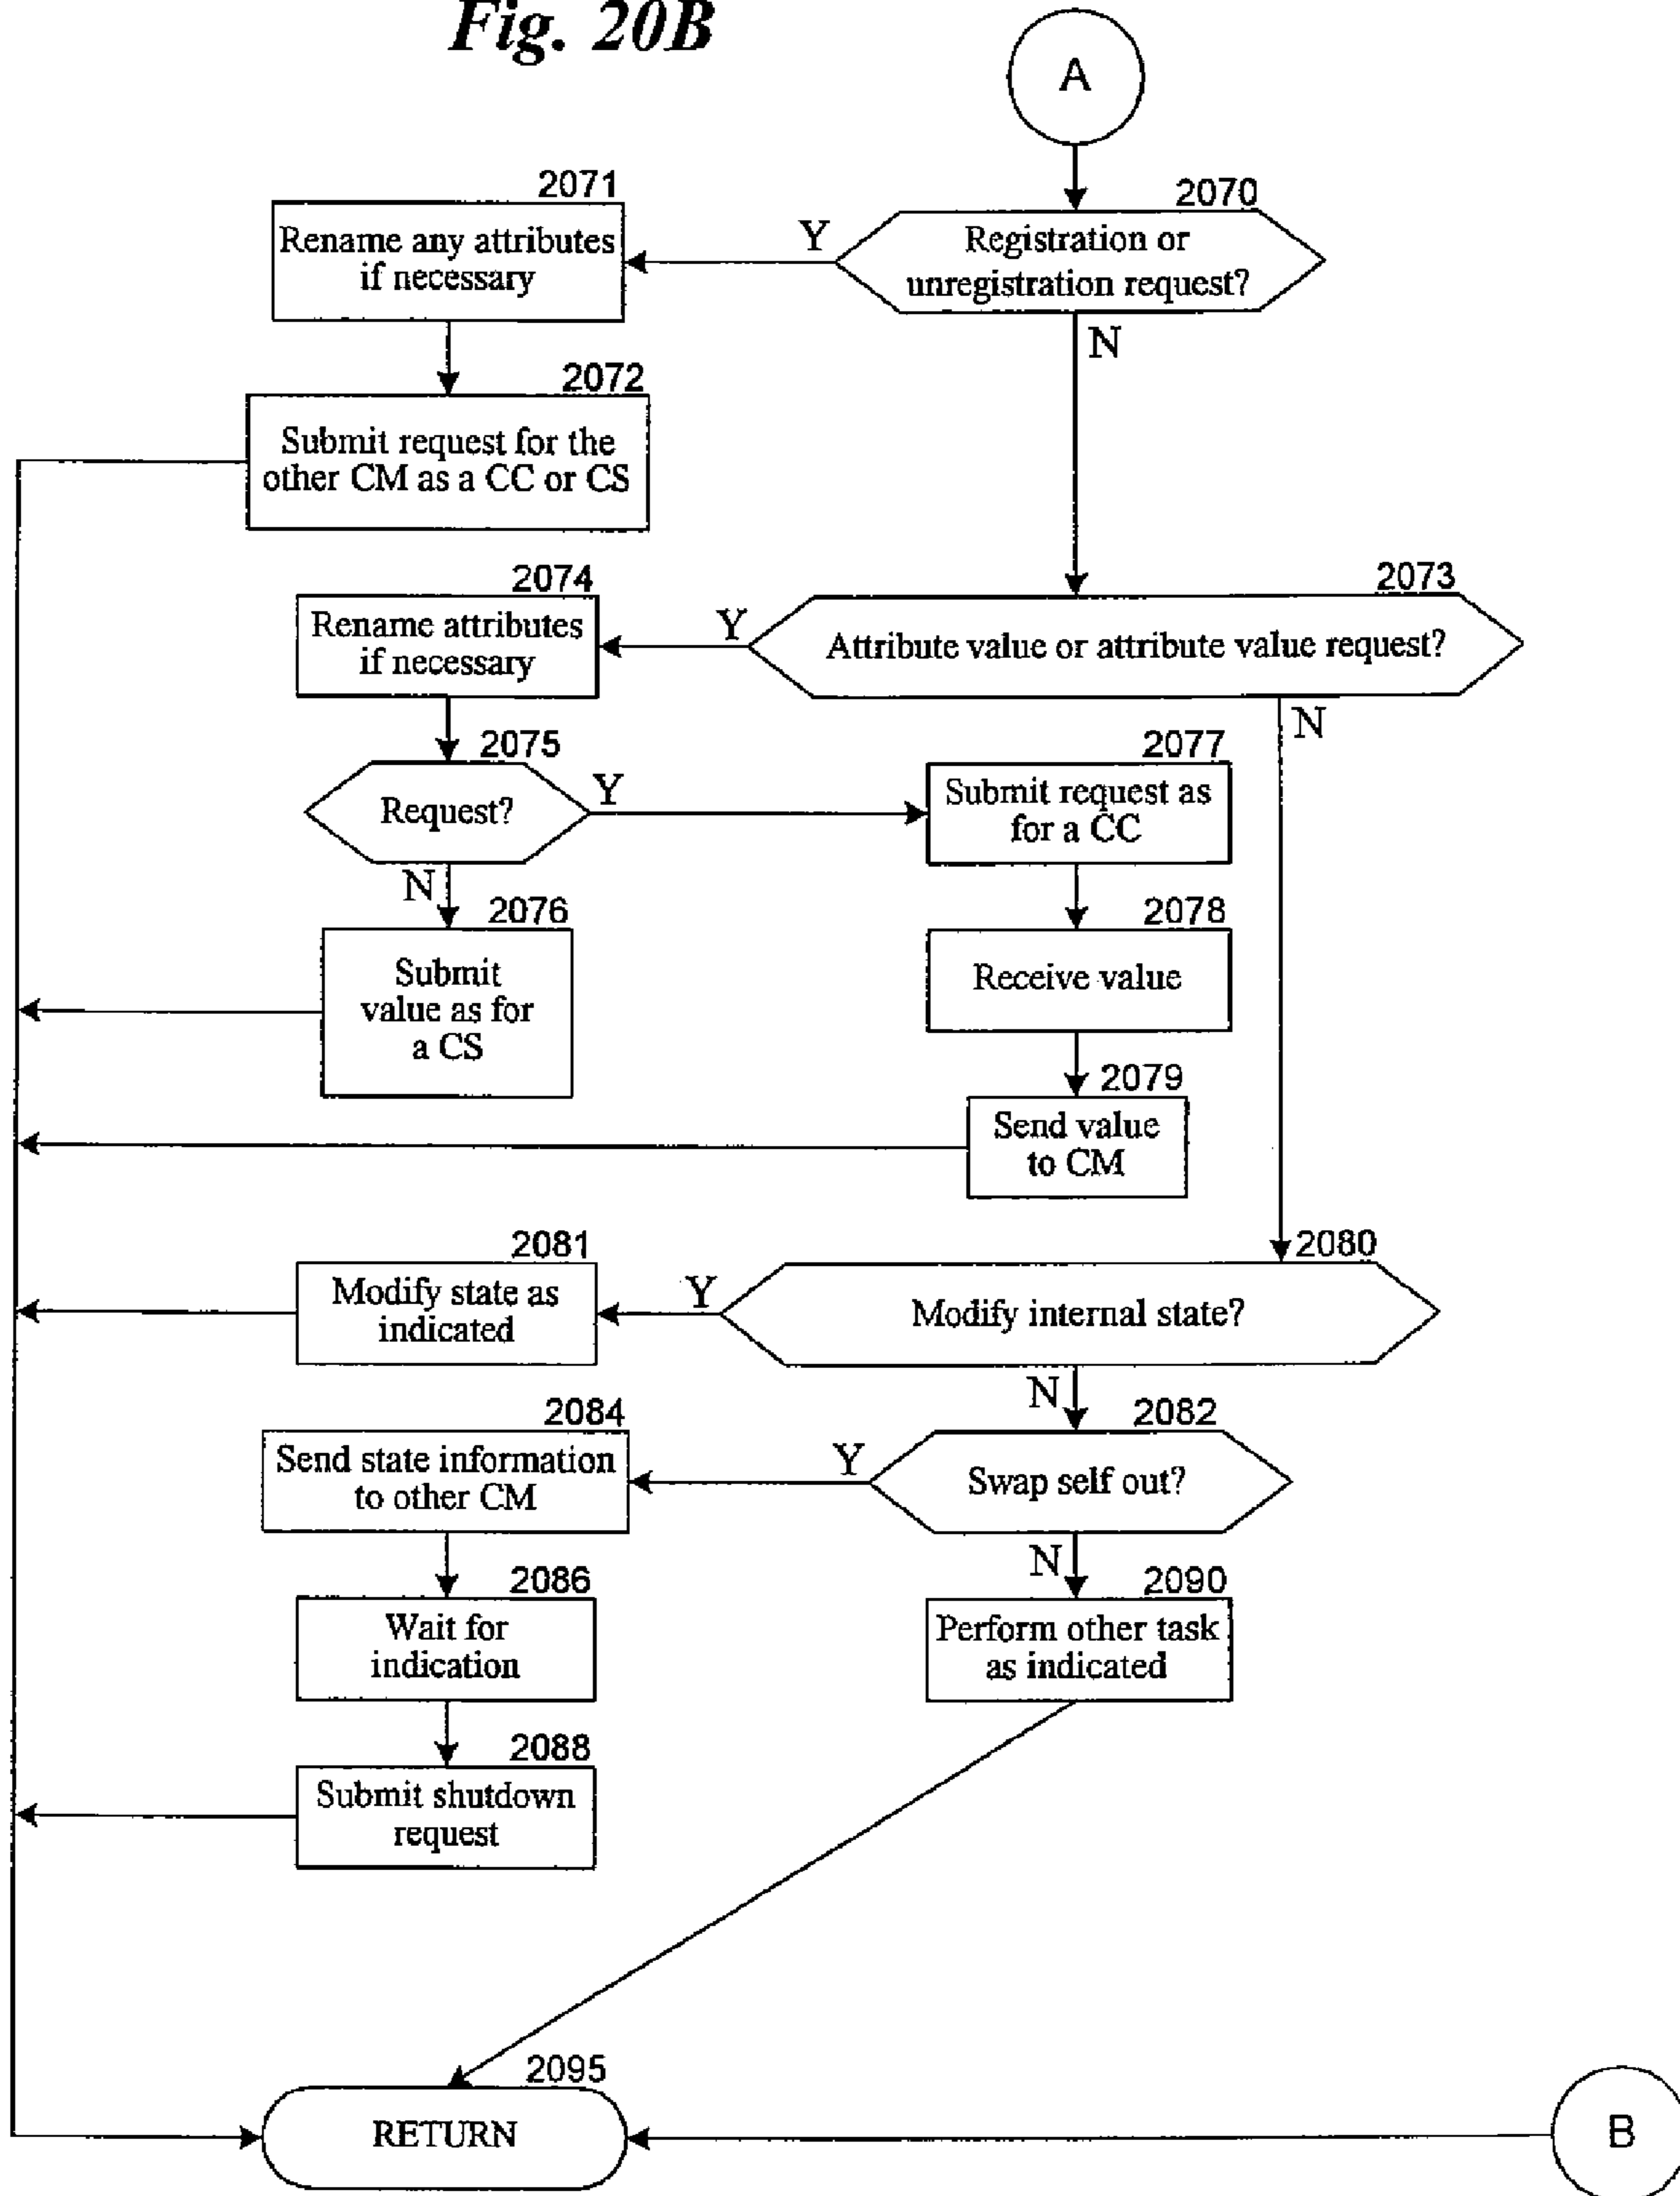 Fig. 20B
A
2070
Registration or
unregistration request?
Y
N
2071
Rename any attributes
if necessary
2072
Submit request for the
other CM as a CC or CS
2073
Attribute value or attribute value request?
Y
N
2074
Rename attributes
if necessary
2075
Request?
Y
N
2076
Submit
value as for
a CS
2077
Submit request as
for a CC
2078
Receive value
2079
Send value
to CM
2080
Modify internal state?
Y
N
2081
Modify state as
indicated
2082
Swap self out?
Y
N
2084
Send state information
to other CM
2086
Wait for
indication
2088
Submit shutdown
request
2090
Perform other task
as indicated
2095
RETURN
B